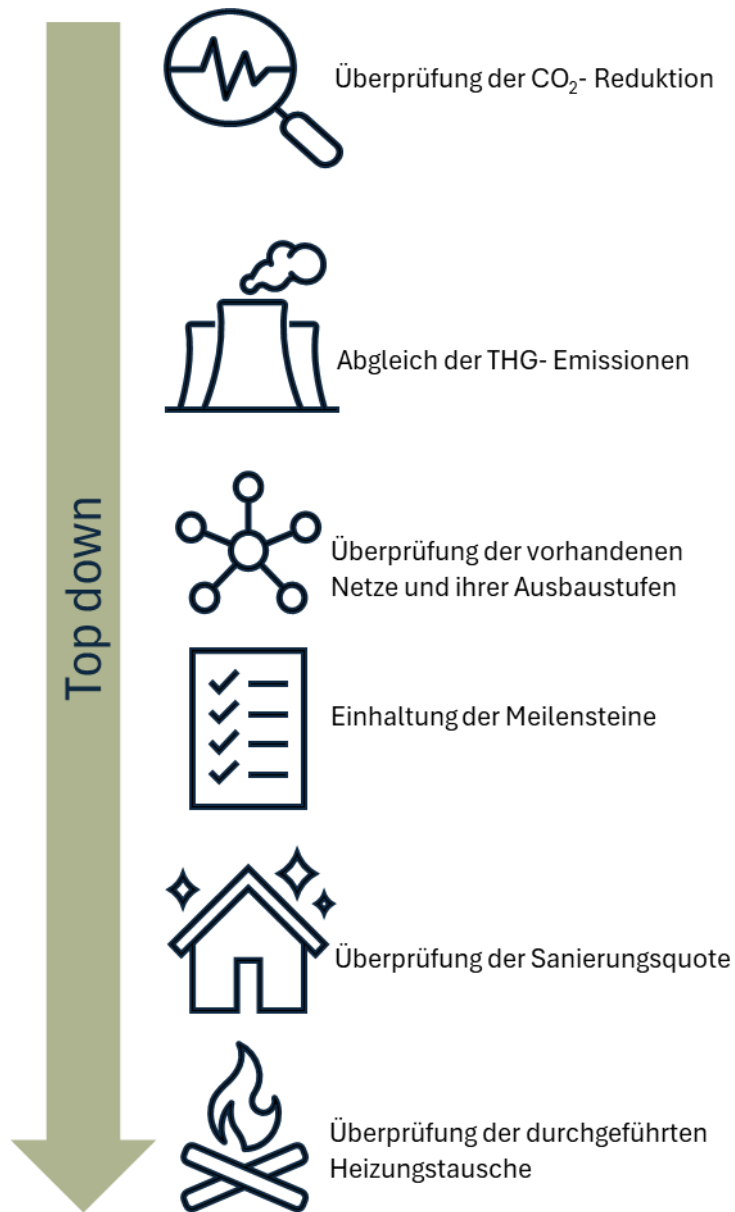 Überprüfung der CO₂- Reduktion
Abgleich der THG- Emissionen
Top down
Überprüfung der vorhandenen
Netze und ihrer Ausbaustufen
Einhaltung der Meilensteine
Überprüfung der Sanierungsquote
Überprüfung der durchgeführten
Heizungstausche